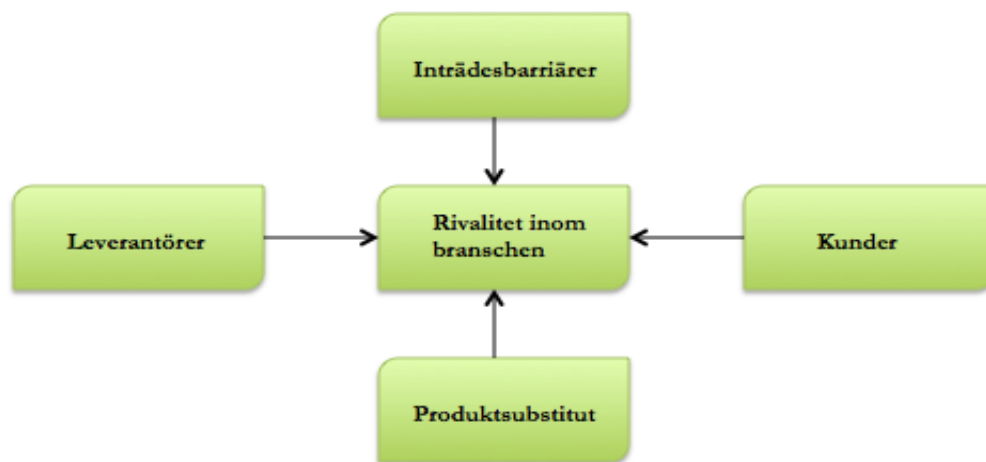 Inträdesbarriärer
Leverantörer
Rivalitet inom
branschen
Kunder
Produktsubstitut